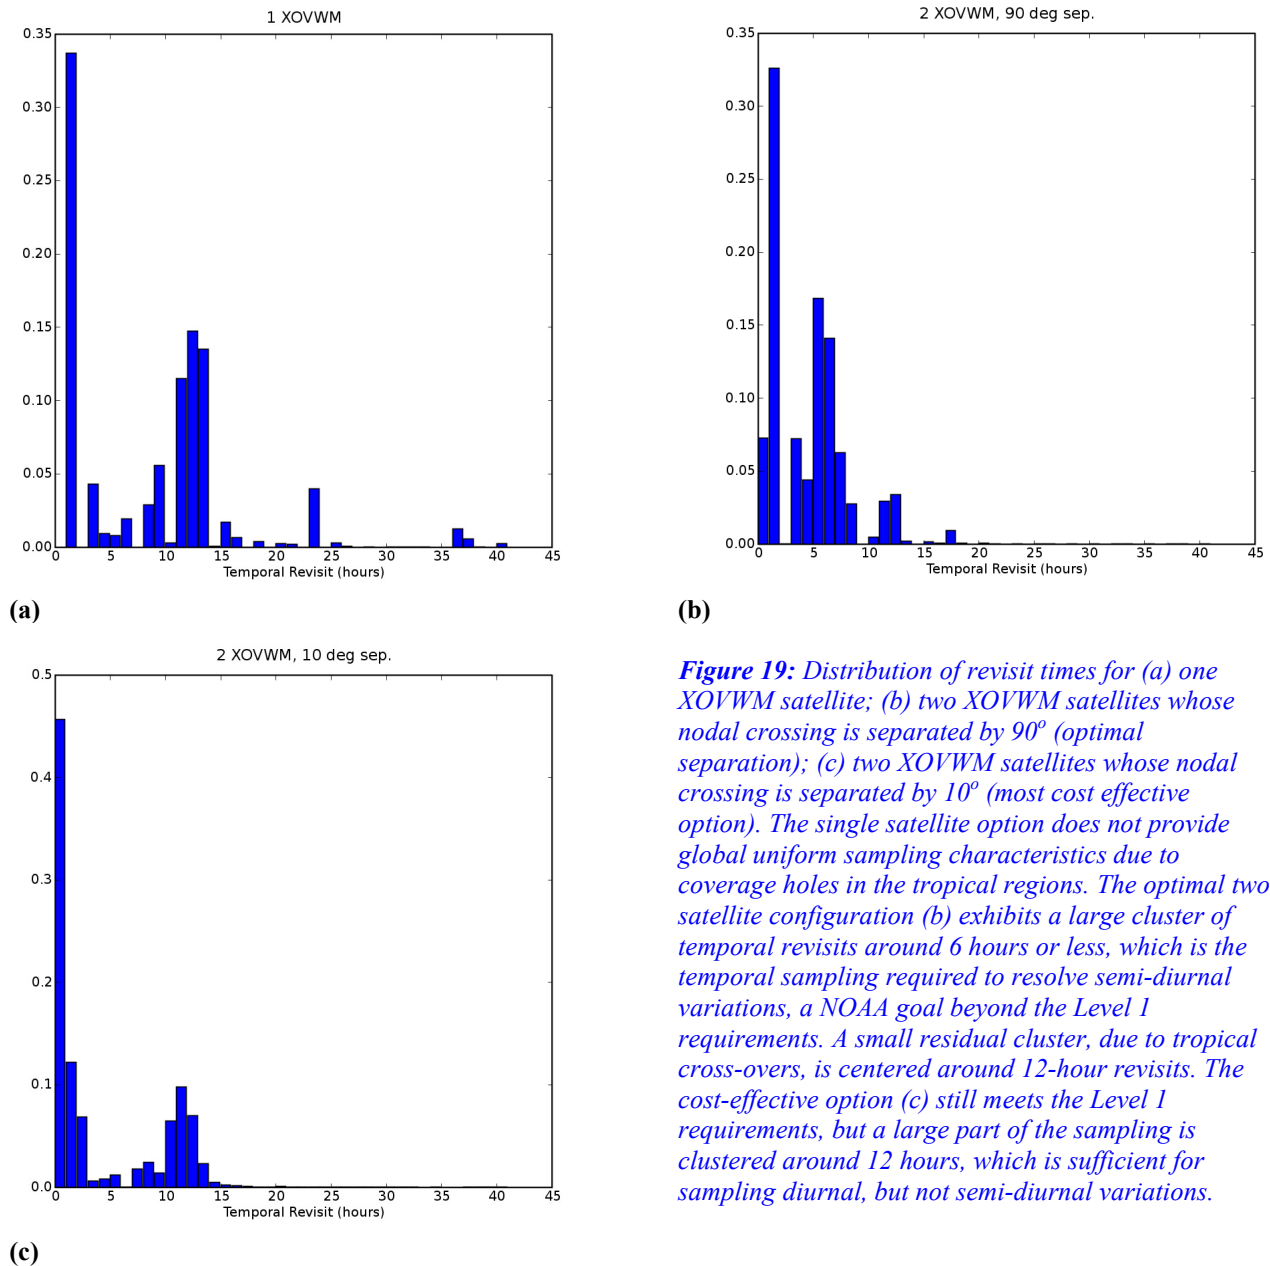 1 XOVWM
0.35
0.30
0.25
0.20
0.15
0.10
0.05
0.00
0 5 10 15 20 25 30 35 40 45
Temporal Revisit (hours)
(a)
2 XOVWM, 90 deg sep.
0.35
0.30
0.25
0.20
0.15
0.10
0.05
0.00
0 5 10 15 20 25 30 35 40 45
Temporal Revisit (hours)
(b)
2 XOVWM, 10 deg sep.
0.5
0.4
0.3
0.2
0.1
0.0
0 5 10 15 20 25 30 35 40 45
Temporal Revisit (hours)
(c)
Figure 19: Distribution of revisit times for (a) one
XOVWM satellite; (b) two XOVWM satellites whose
nodal crossing is separated by 90° (optimal
separation); (c) two XOVWM satellites whose nodal
crossing is separated by 10° (most cost effective
option). The single satellite option does not provide
global uniform sampling characteristics due to
coverage holes in the tropical regions. The optimal two
satellite configuration (b) exhibits a large cluster of
temporal revisits around 6 hours or less, which is the
temporal sampling required to resolve semi-diurnal
variations, a NOAA goal beyond the Level 1
requirements. A small residual cluster, due to tropical
cross-overs, is centered around 12-hour revisits. The
cost-effective option (c) still meets the Level 1
requirements, but a large part of the sampling is
clustered around 12 hours, which is sufficient for
sampling diurnal, but not semi-diurnal variations.